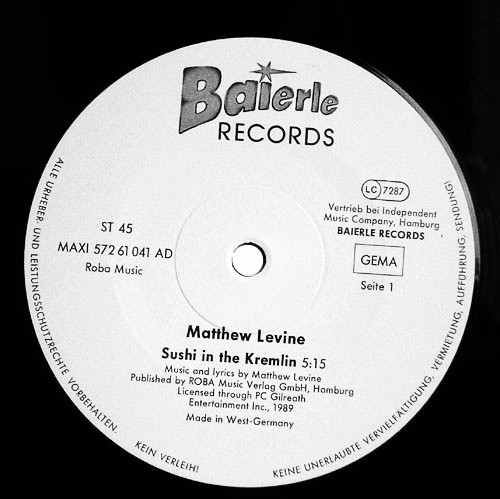 Baierle
RECORDS
LC 7287
Vertrieb bei Independent
Music Company, Hamburg
BAIERLE RECORDS
GEMA
Seite 1
ST 45
MAXI 572 61 041 AD
Roba Music
Matthew Levine
Sushi in the Kremlin 5:15
Music and lyrics by Matthew Levine
Published by ROBA Music Verlag GmbH, Hamburg
Licensed through PC Gilreath
Entertainment Inc., 1989
Made in West-Germany
ALLE URHEBER- UND LEISTUNGSSCHUTZRECHTE VORBEHALTEN. KEIN VERLEIH! KEINE UNERLAUBTE VERVIELFÄLTIGUNG, VERMIETUNG, AUFFÜHRUNG, SENDUNG!